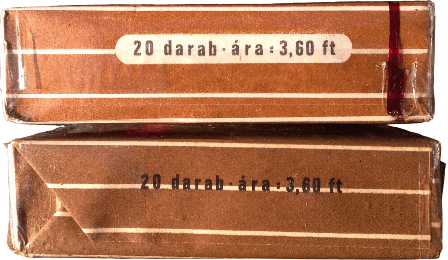 20 darab · ára : 3,60 ft
20 darab · ára : 3,60 ft